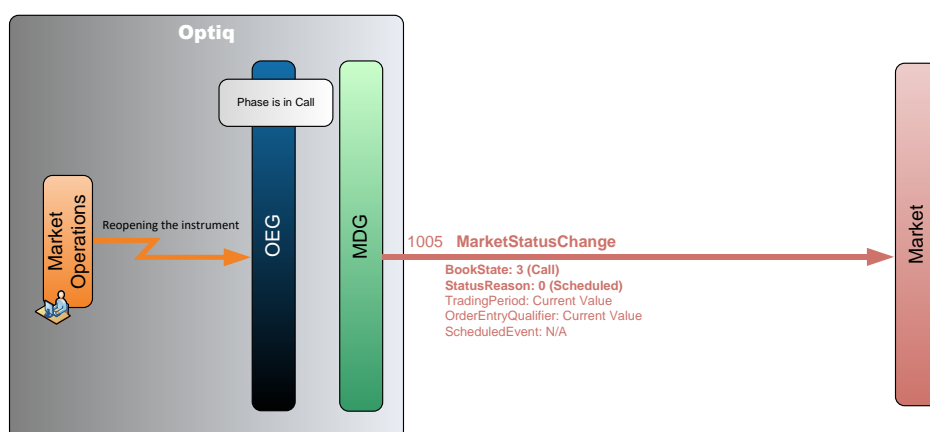 Optiq
Phase is in Call
Market
Operations
Reopening the instrument
OEG
MDG
1005 MarketStatusChange
BookState: 3 (Call)
StatusReason: 0 (Scheduled)
TradingPeriod: Current Value
OrderEntryQualifier: Current Value
ScheduledEvent: N/A
Market